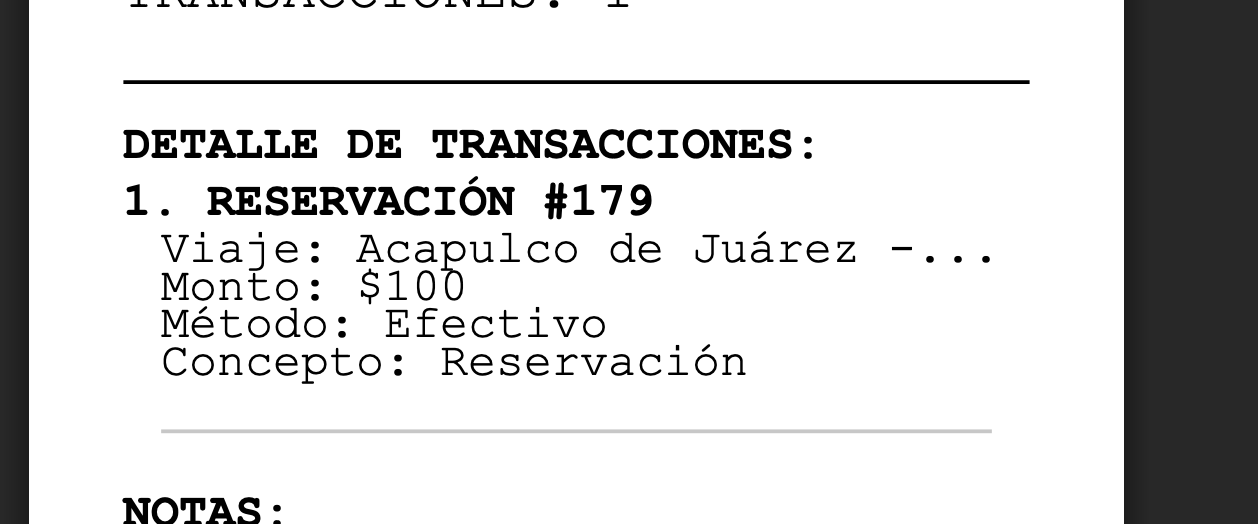 TRANSACCIONES: 1
DETALLE DE TRANSACCIONES:
1. RESERVACIÓN #179
Viaje: Acapulco de Juárez -...
Monto: $100
Método: Efectivo
Concepto: Reservación
NOTAS: